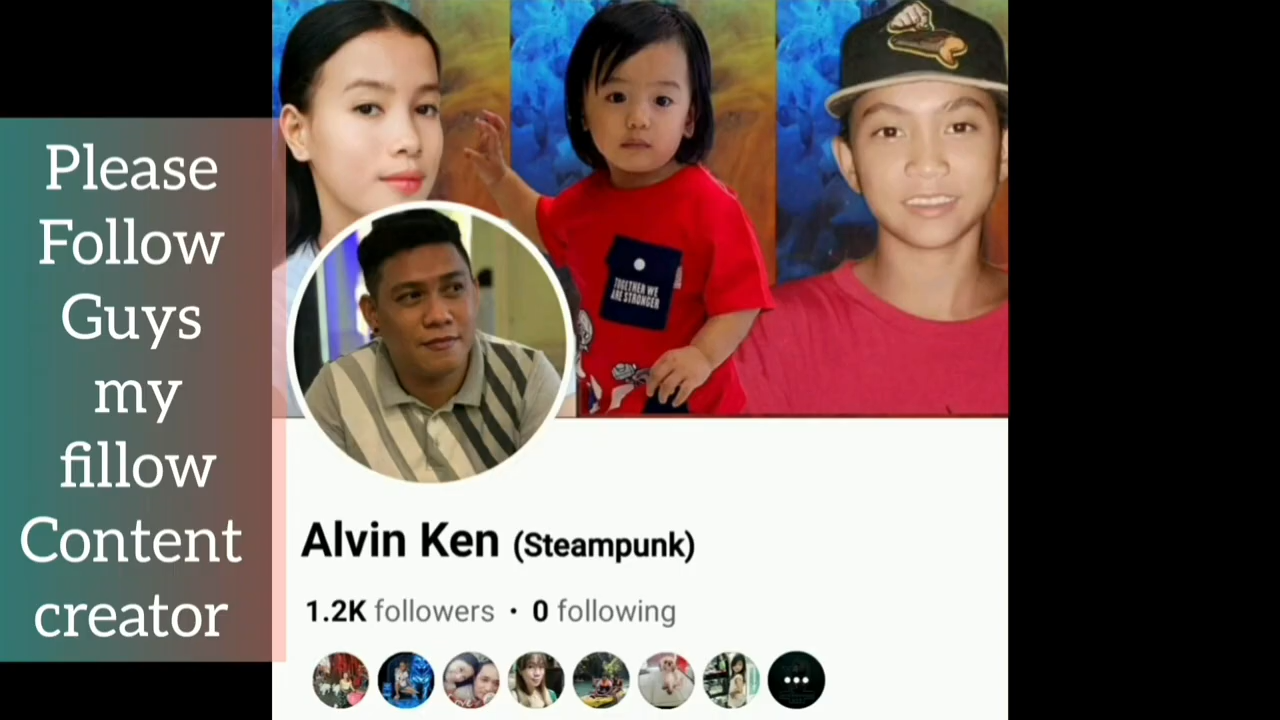 Please
Follow
Guys
my
fillow
Content
creator
TOGETHER WE
ARE STRONGER
Alvin Ken (Steampunk)
1.2K followers · 0 following